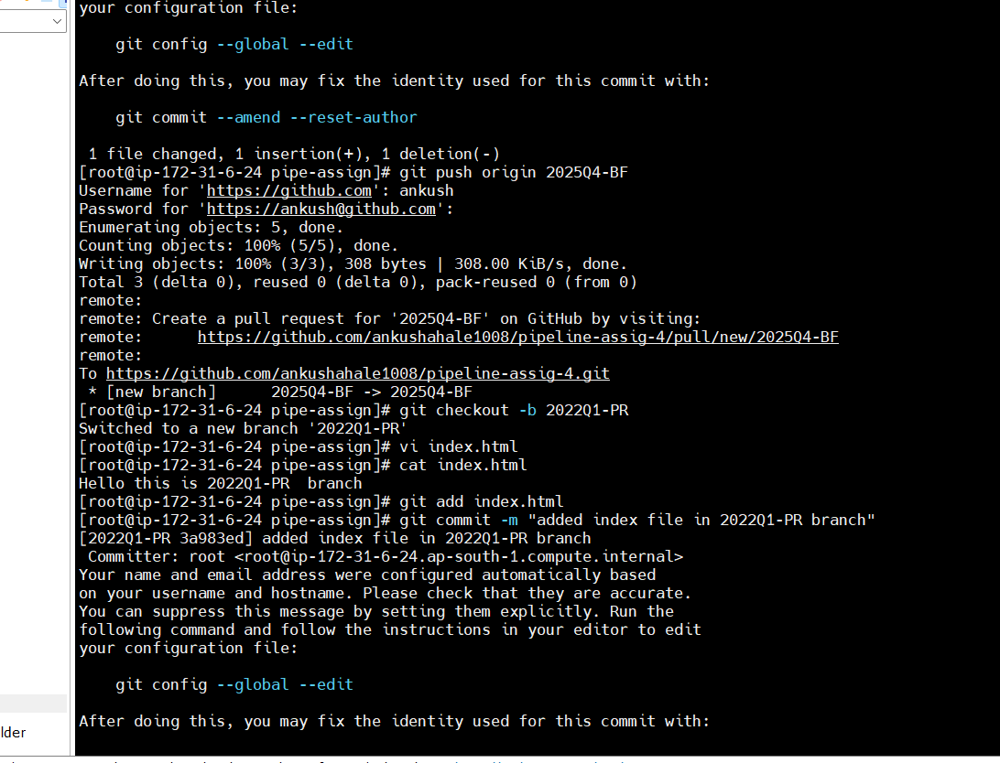 your configuration file:
git config --global --edit
After doing this, you may fix the identity used for this commit with:
git commit --amend --reset-author
1 file changed, 1 insertion(+), 1 deletion(-)
[root@ip-172-31-6-24 pipe-assign]# git push origin 2025Q4-BF
Username for 'https://github.com': ankush
Password for 'https://ankush@github.com':
Enumerating objects: 5, done.
Counting objects: 100% (5/5), done.
Writing objects: 100% (3/3), 308 bytes | 308.00 KiB/s, done.
Total 3 (delta 0), reused 0 (delta 0), pack-reused 0 (from 0)
remote:
remote: Create a pull request for '2025Q4-BF' on GitHub by visiting:
remote:      https://github.com/ankushahale1008/pipeline-assig-4/pull/new/2025Q4-BF
remote:
To https://github.com/ankushahale1008/pipeline-assig-4.git
* [new branch]      2025Q4-BF -> 2025Q4-BF
[root@ip-172-31-6-24 pipe-assign]# git checkout -b 2022Q1-PR
Switched to a new branch '2022Q1-PR'
[root@ip-172-31-6-24 pipe-assign]# vi index.html
[root@ip-172-31-6-24 pipe-assign]# cat index.html
Hello this is 2022Q1-PR  branch
[root@ip-172-31-6-24 pipe-assign]# git add index.html
[root@ip-172-31-6-24 pipe-assign]# git commit -m "added index file in 2022Q1-PR branch"
[2022Q1-PR 3a983ed] added index file in 2022Q1-PR branch
Committer: root <root@ip-172-31-6-24.ap-south-1.compute.internal>
Your name and email address were configured automatically based
on your username and hostname. Please check that they are accurate.
You can suppress this message by setting them explicitly. Run the
following command and follow the instructions in your editor to edit
your configuration file:
git config --global --edit
After doing this, you may fix the identity used for this commit with:
lder